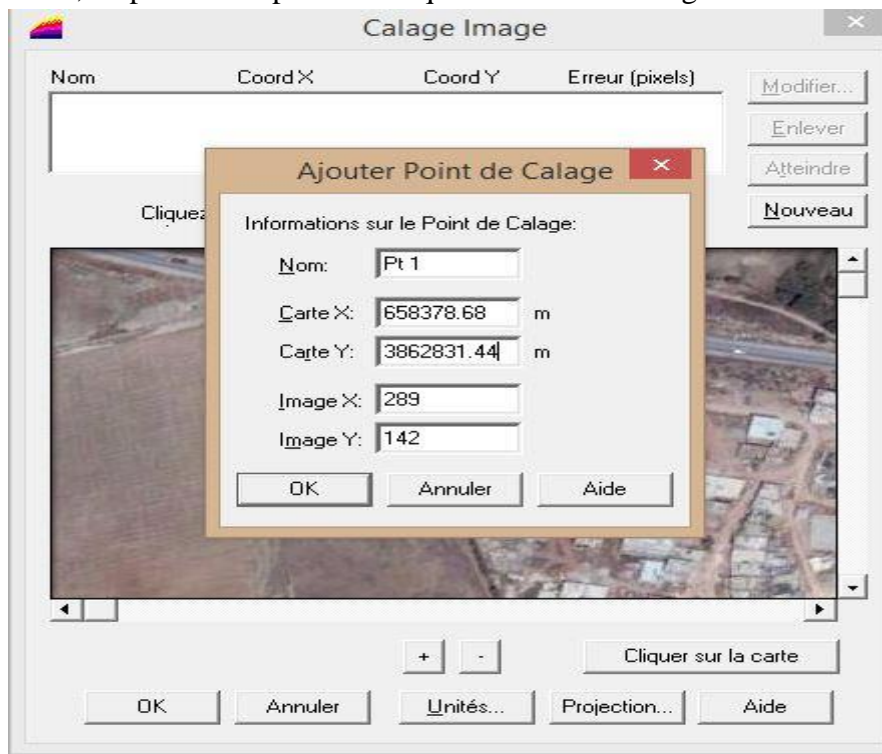 Calage Image
Nom Coord X Coord Y Erreur (pixels)
Modifier...
Enlever
Atteindre
Nouveau
Cliquez
Ajouter Point de Calage
Informations sur le Point de Calage:
Nom: Pt 1
Carte X: 658378.68 m
Carte Y: 3862831.44 m
Image X: 289
Image Y: 142
OK Annuler Aide
+ - Cliquer sur la carte
OK Annuler Unités... Projection... Aide